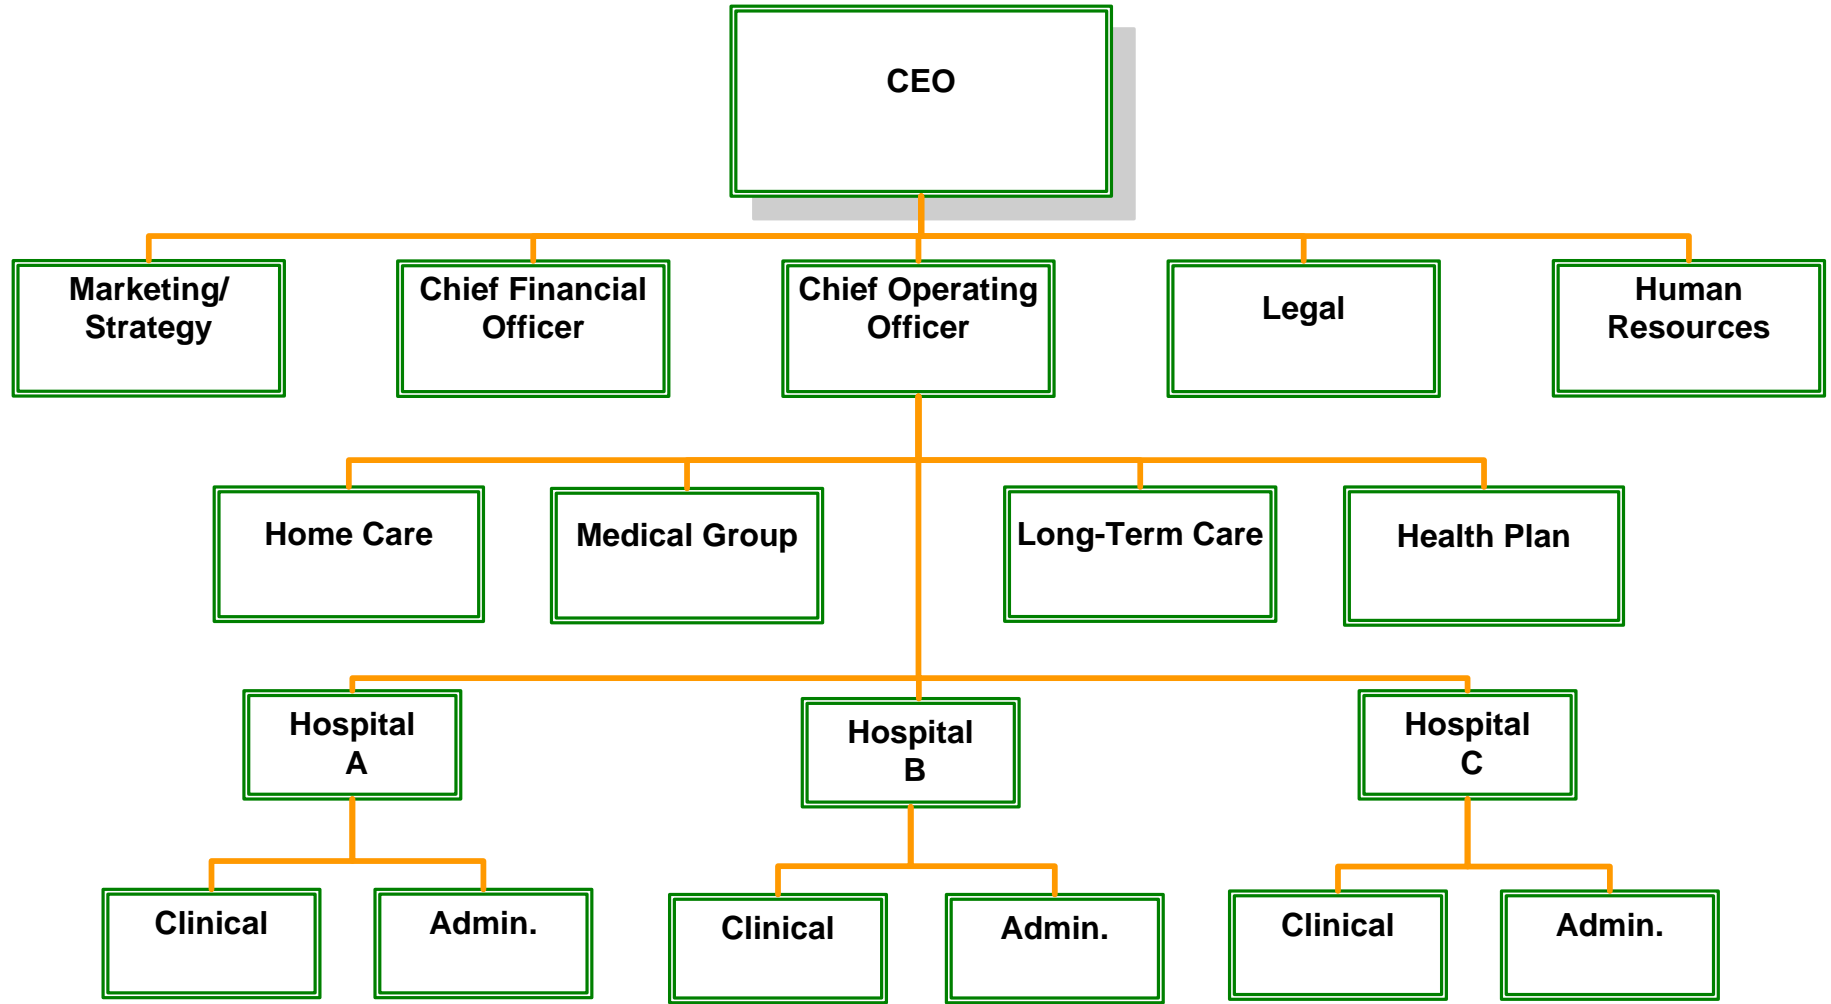 CEO
Marketing/
Strategy
Chief Financial
Officer
Chief Operating
Officer
Legal
Human
Resources
Home Care
Medical Group
Long-Term Care
Health Plan
Hospital
A
Hospital
B
Hospital
C
Clinical
Admin.
Clinical
Admin.
Clinical
Admin.